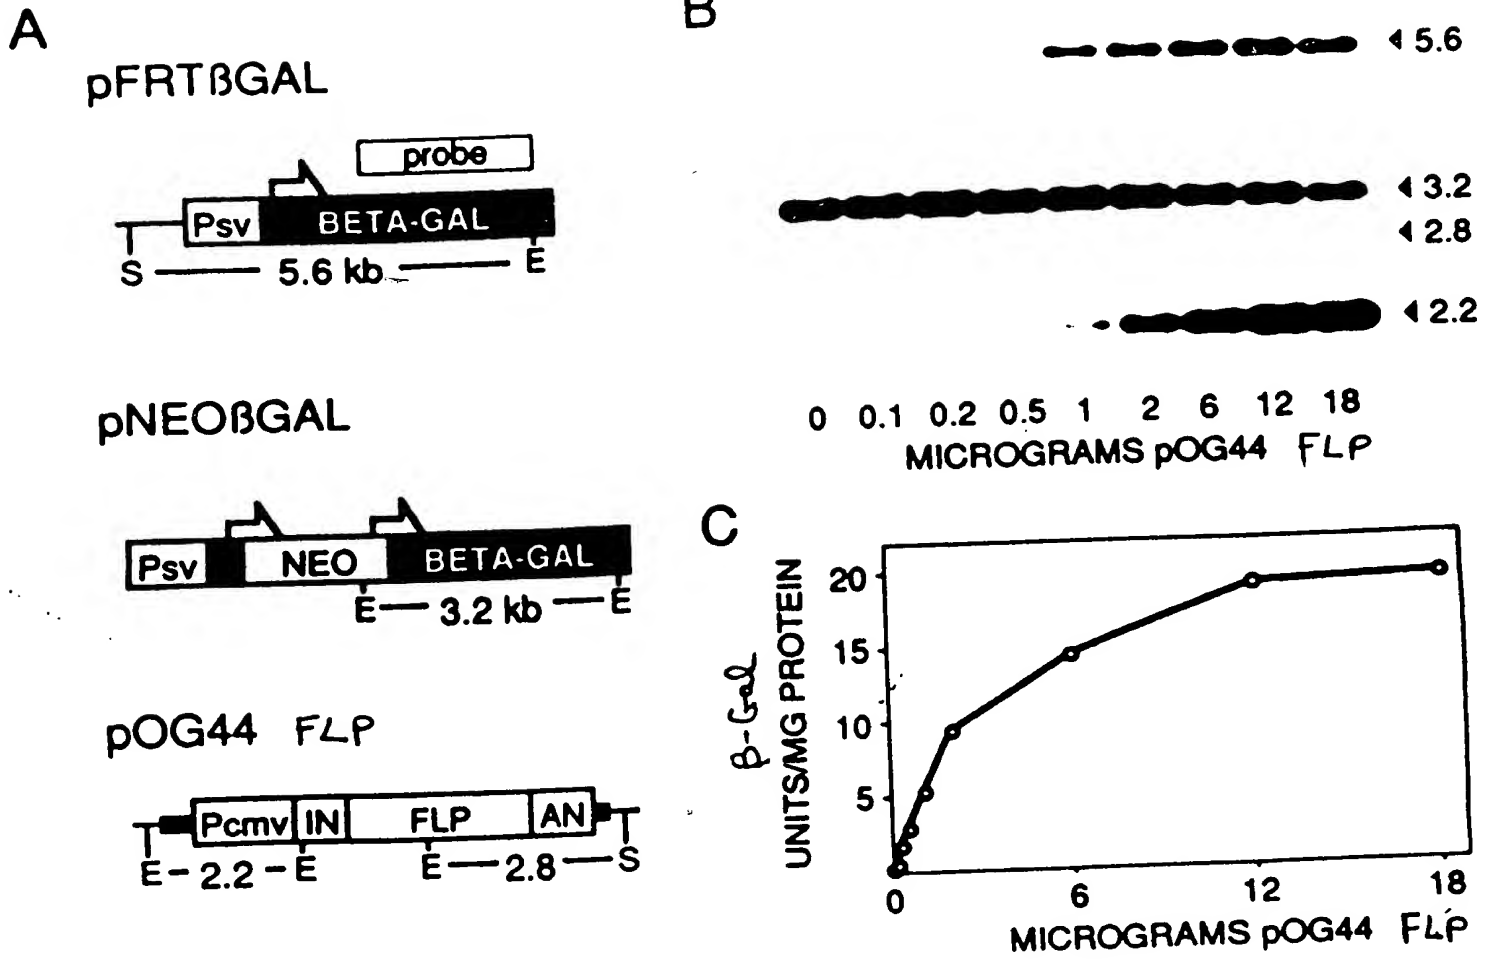 A
pFRTβGAL
probe
Psv BETA-GAL
S 5.6 kb E
pNEOβGAL
Psv NEO BETA-GAL
E 3.2 kb E
pOG44 FLP
Pcmv IN FLP AN
E 2.2 E E 2.8 S
B
5.6
3.2
2.8
2.2
0 0.1 0.2 0.5 1 2 6 12 18
MICROGRAMS pOG44 FLP
C
β-Gal
UNITS/MG PROTEIN
20
15
10
5
0 6 12 18
MICROGRAMS pOG44 FLP